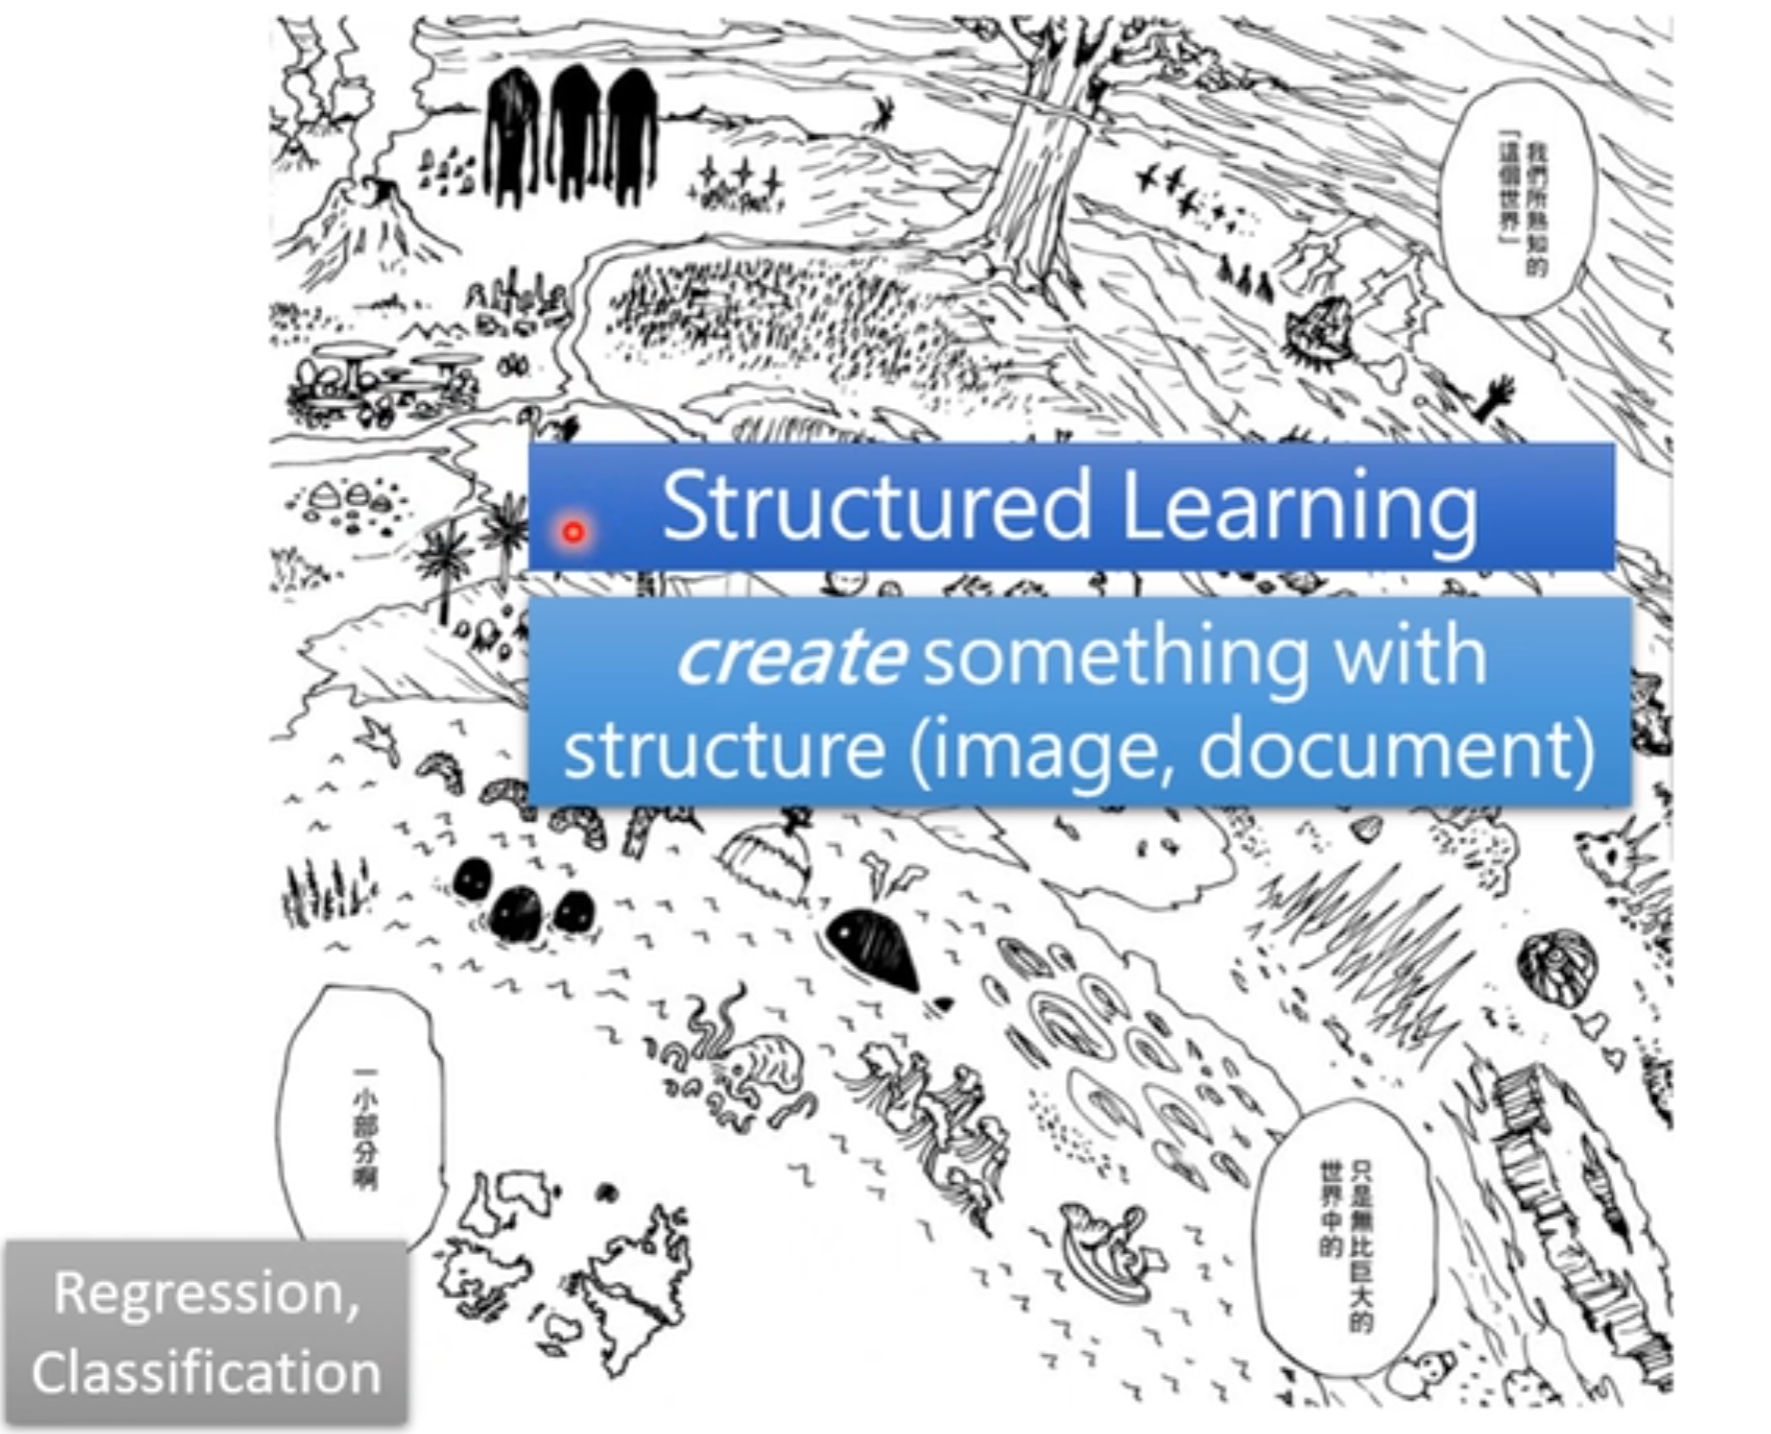 我們所熟知的
「這個世界」
Structured Learning
create something with
structure (image, document)
只是無比巨大的
世界中的
一小部分啊
Regression,
Classification